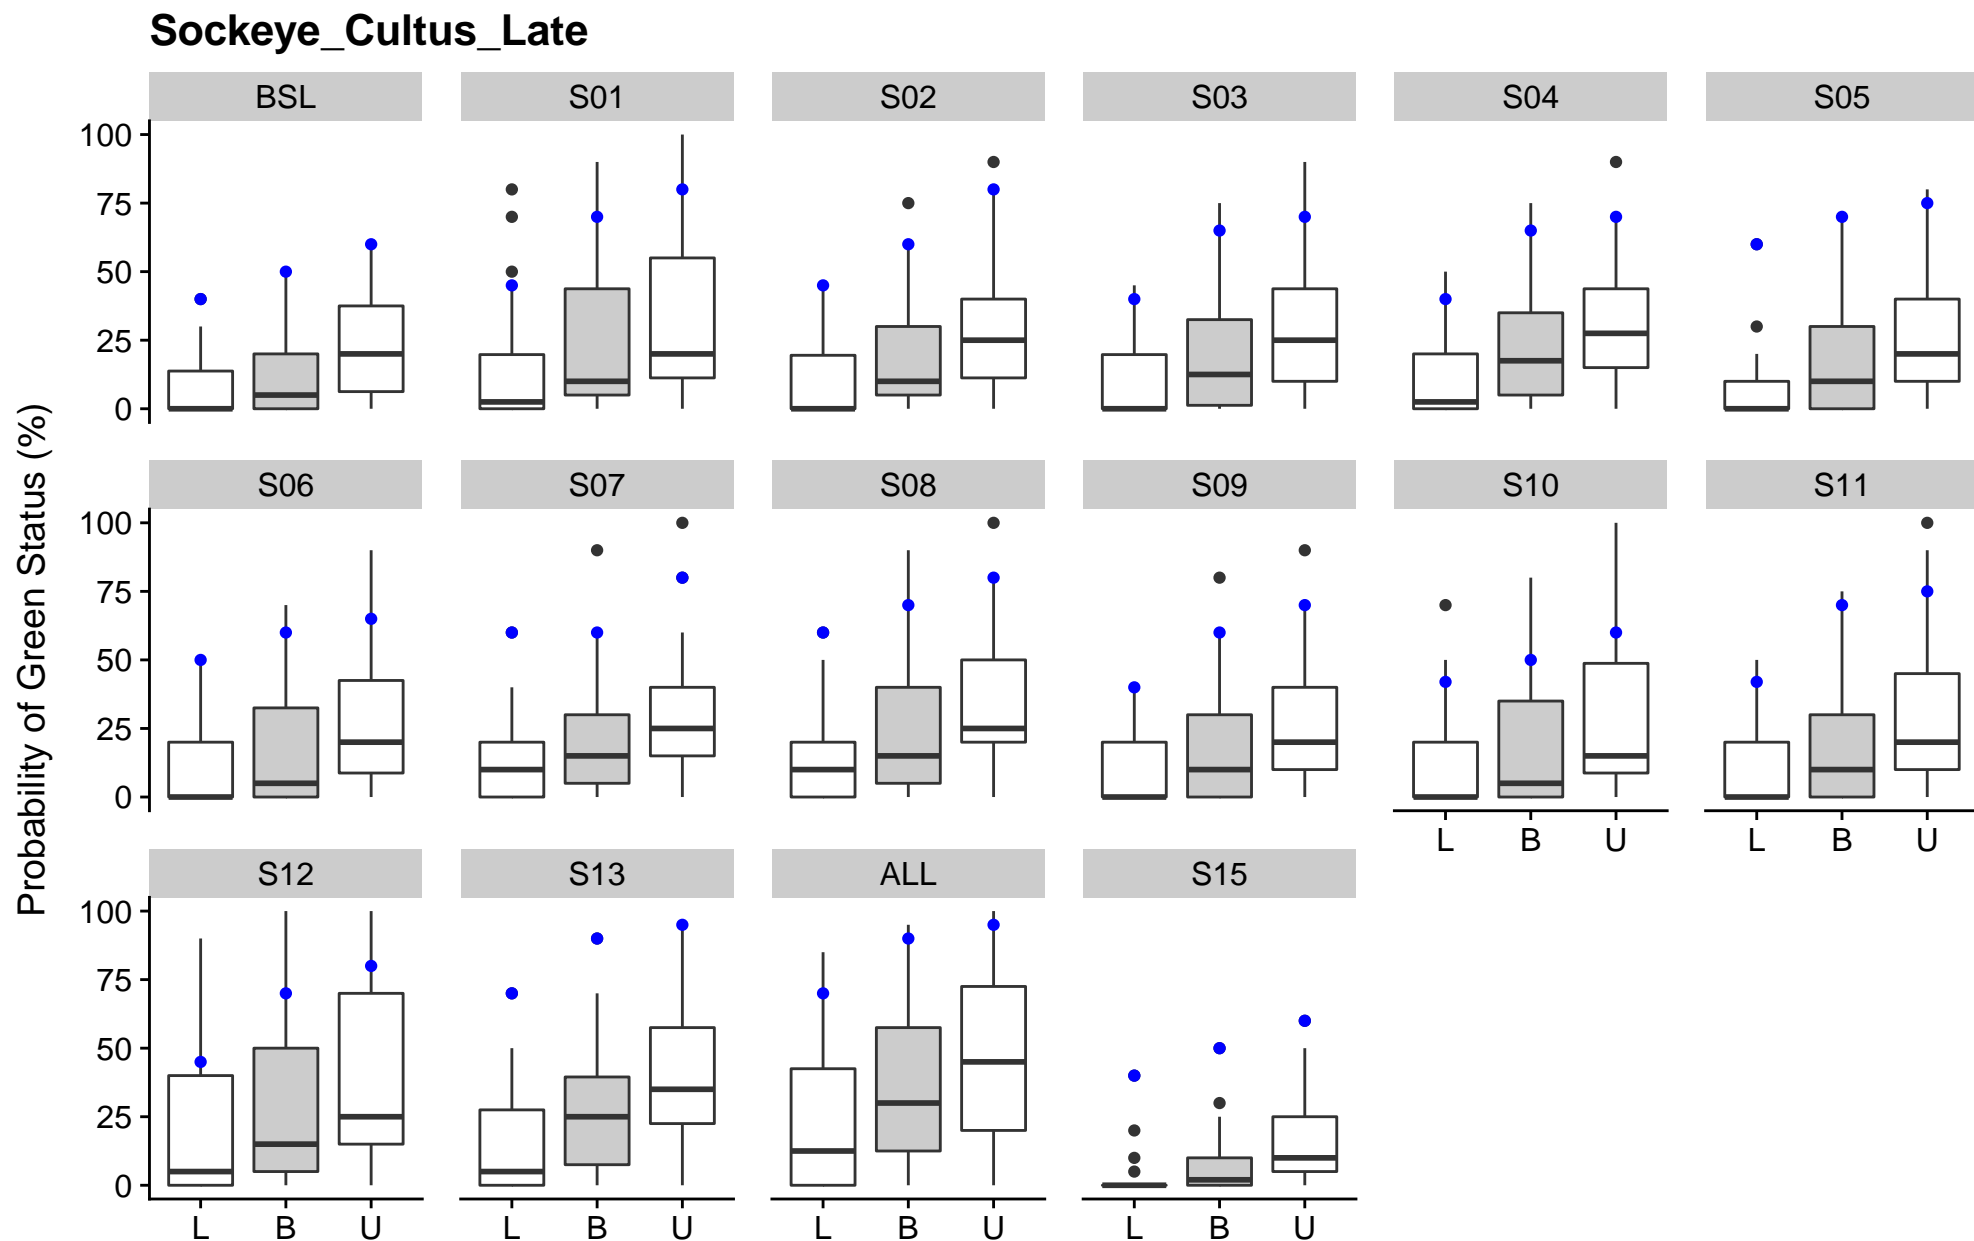 Sockeye_Cultus_Late
BSL S01 S02 S03 S04 S05
100
75
50
25
0
S06 S07 S08 S09 S10 S11
100
75
50
25
0
L B U L B U
S12 S13 ALL S15
100
75
50
25
0
L B U L B U L B U L B U
Probability of Green Status (%)